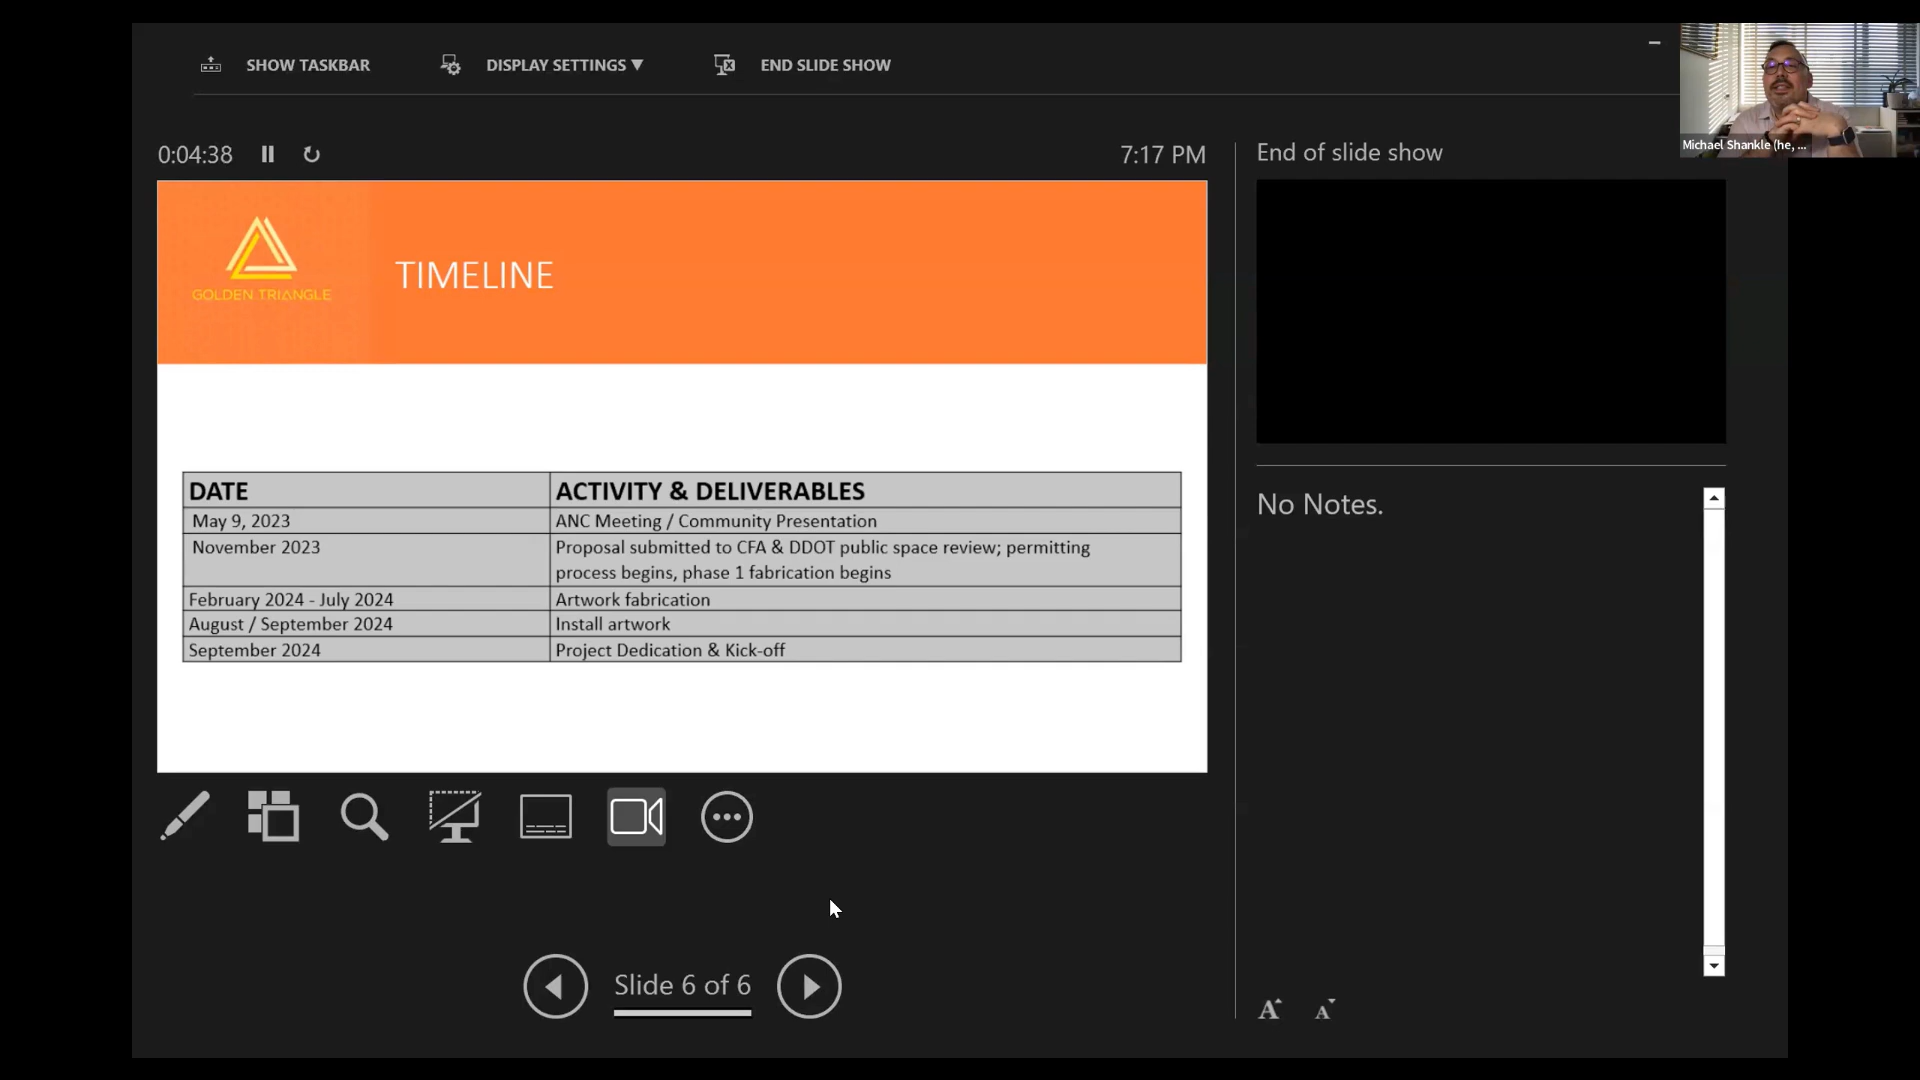 SHOW TASKBAR
DISPLAY SETTINGS ▼
END SLIDE SHOW
Michael Shankle (he, ...
0:04:38
7:17 PM
End of slide show
GOLDEN TRIANGLE
TIMELINE
DATE
ACTIVITY & DELIVERABLES
May 9, 2023
ANC Meeting / Community Presentation
November 2023
Proposal submitted to CFA & DDOT public space review; permitting
process begins, phase 1 fabrication begins
February 2024 - July 2024
Artwork fabrication
August / September 2024
Install artwork
September 2024
Project Dedication & Kick-off
No Notes.
Slide 6 of 6
A
A